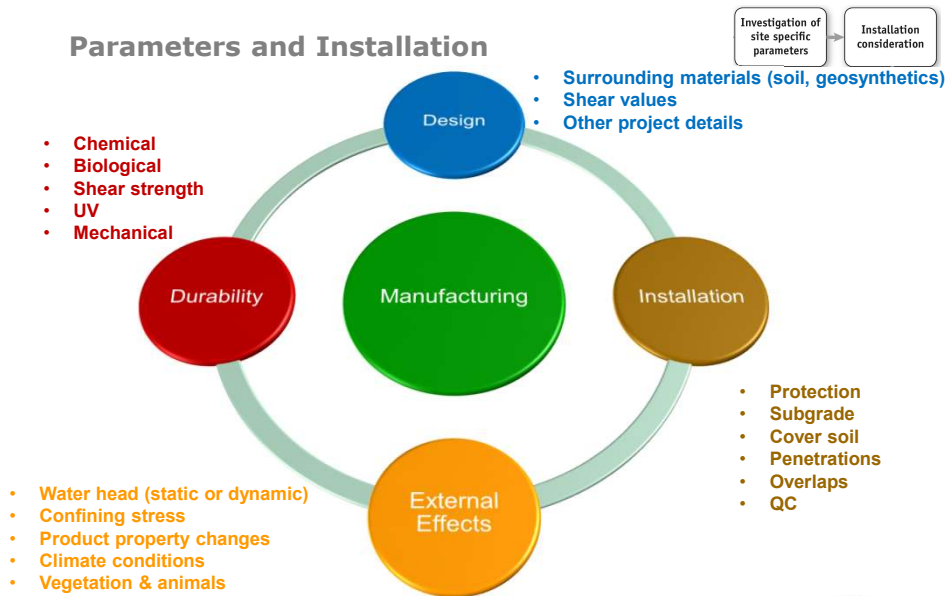 Parameters and Installation
Investigation of
site specific
parameters
Installation
consideration
Design
• Surrounding materials (soil, geosynthetics)
• Shear values
• Other project details
• Chemical
• Biological
• Shear strength
• UV
• Mechanical
Durability
Manufacturing
Installation
• Protection
• Subgrade
• Cover soil
• Penetrations
• Overlaps
• QC
External
Effects
• Water head (static or dynamic)
• Confining stress
• Product property changes
• Climate conditions
• Vegetation & animals